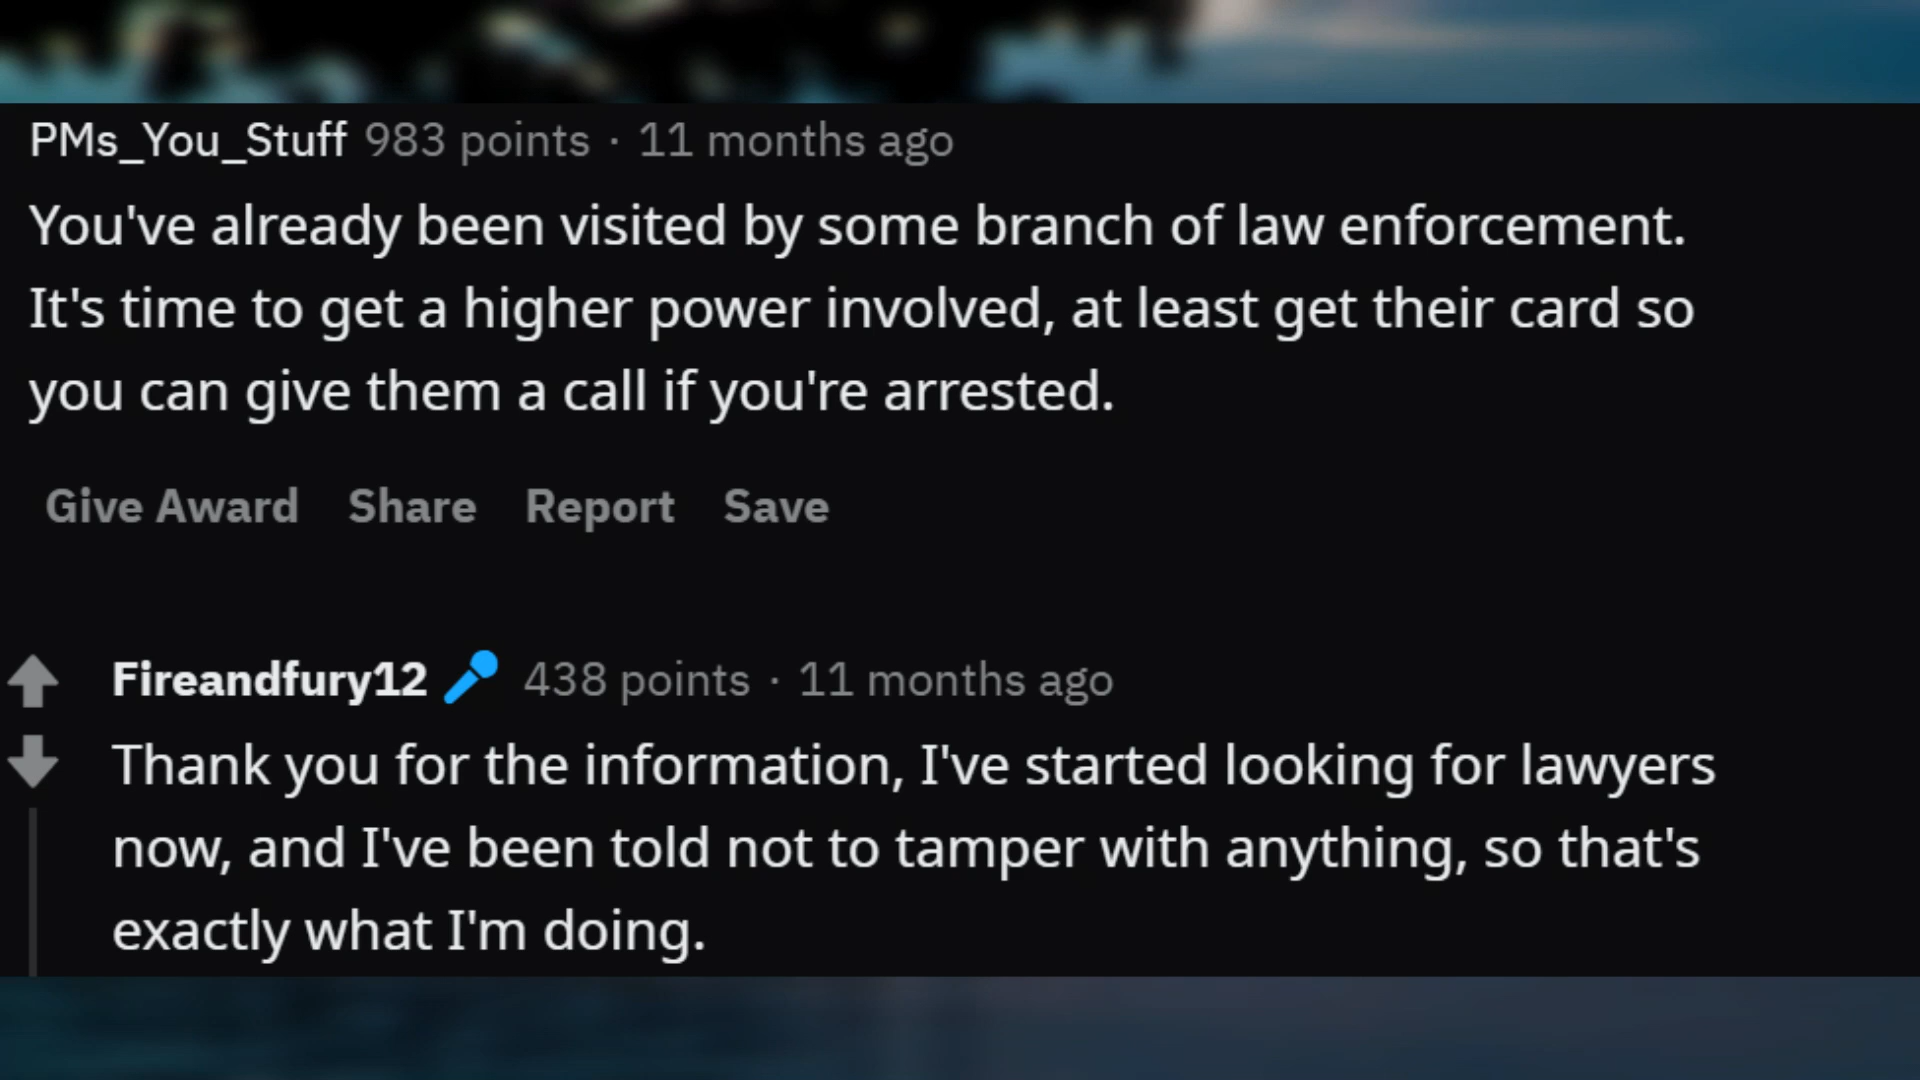 PMs_You_Stuff 983 points · 11 months ago
You've already been visited by some branch of law enforcement.
It's time to get a higher power involved, at least get their card so
you can give them a call if you're arrested.
Give Award Share Report Save
Fireandfury12 438 points · 11 months ago
Thank you for the information, I've started looking for lawyers
now, and I've been told not to tamper with anything, so that's
exactly what I'm doing.